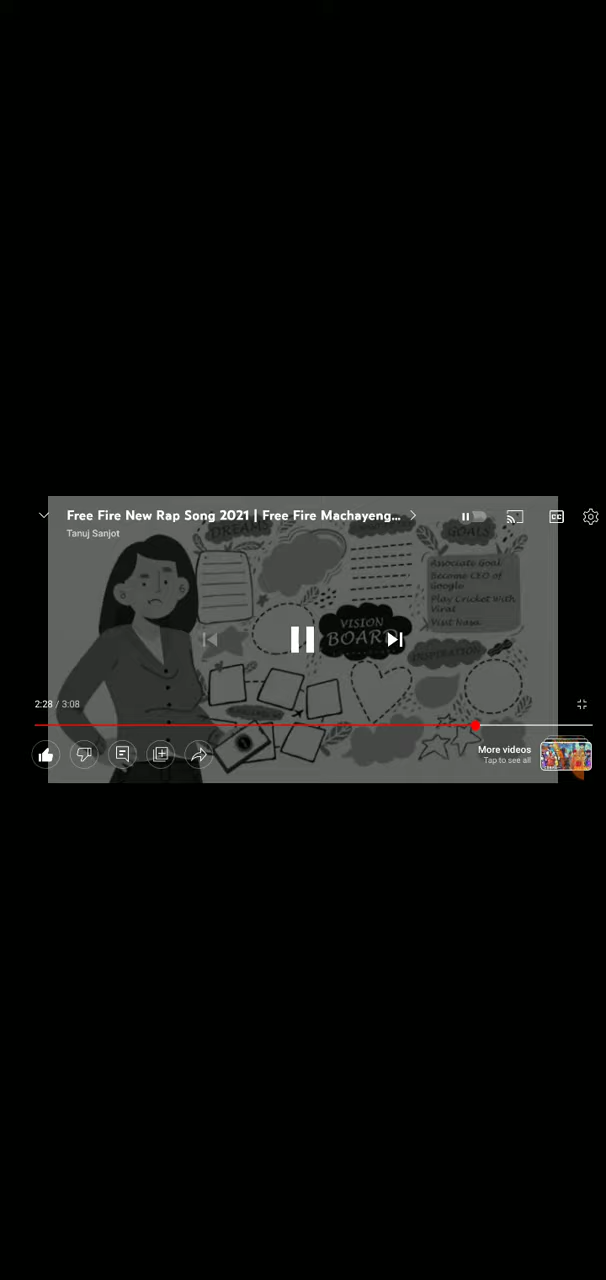 Free Fire New Rap Song 2021 | Free Fire Machayeng...
Tanuj Sanjot
CC
DREAMS
GOALS
Associate Goal
Become CEO of
Google
Play Cricket With
Virat
Visit Nasa
VISION
BOARD
INSPIRATION
2:28 / 3:08
More videos
Tap to see all